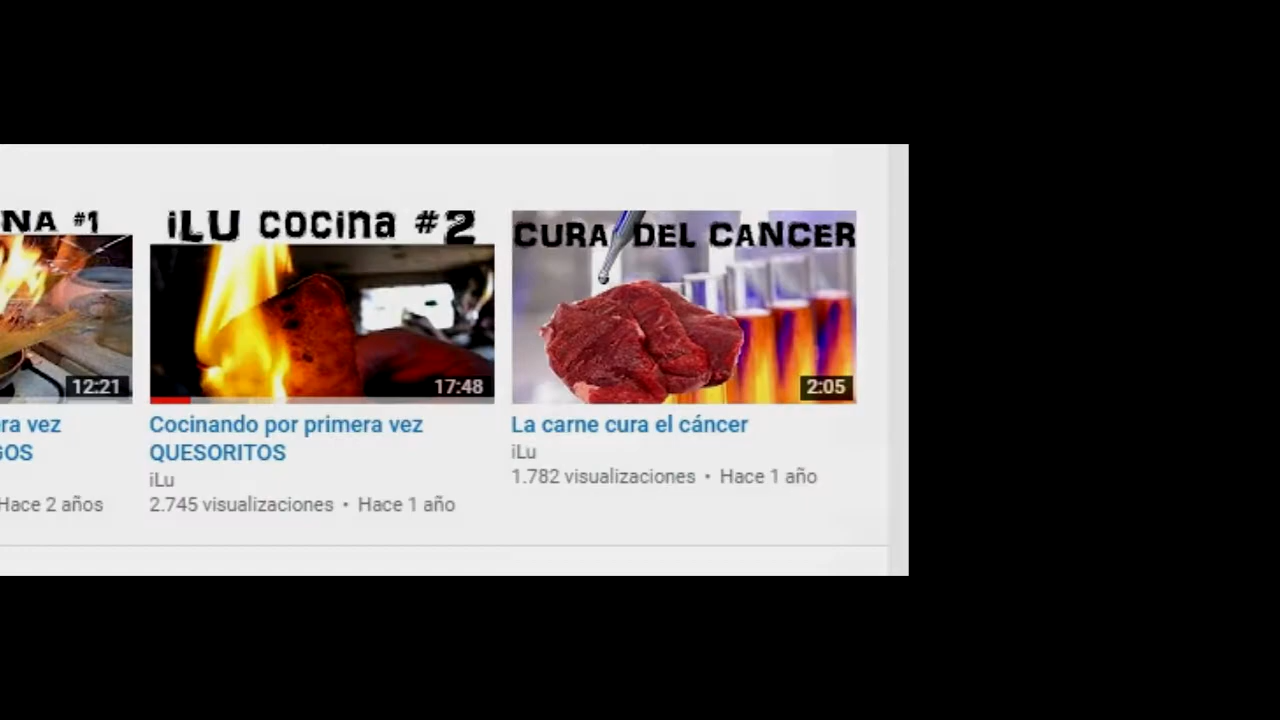 NA #1
12:21
ra vez
Hace 2 años
iLU cocina #2
17:48
Cocinando por primera vez
QUESORITOS
iLu
2.745 visualizaciones • Hace 1 año
CURA DEL CANCER
2:05
La carne cura el cáncer
iLu
1.782 visualizaciones • Hace 1 año